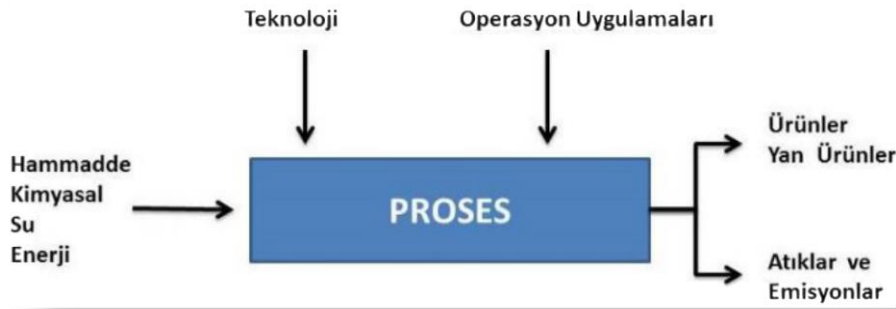 Teknoloji
Operasyon Uygulamaları
Hammadde
Kimyasal
Su
Enerji
PROSES
Ürünler
Yan Ürünler
Atıklar ve
Emisyonlar